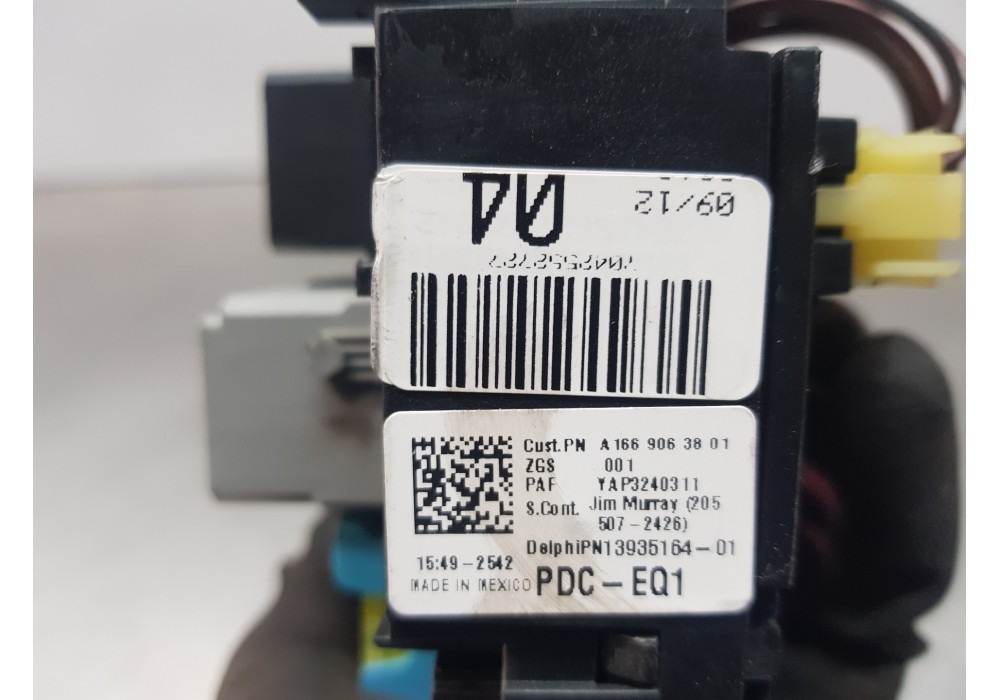 09/12
Cust.PN A 166 906 38 01
ZGS 001
PAF YAP3240311
S.Cont. Jim Murray (205
507-2426)
DelphiPN13935164-01
15:49-2542
MADE IN MEXICO PDC-EQ1